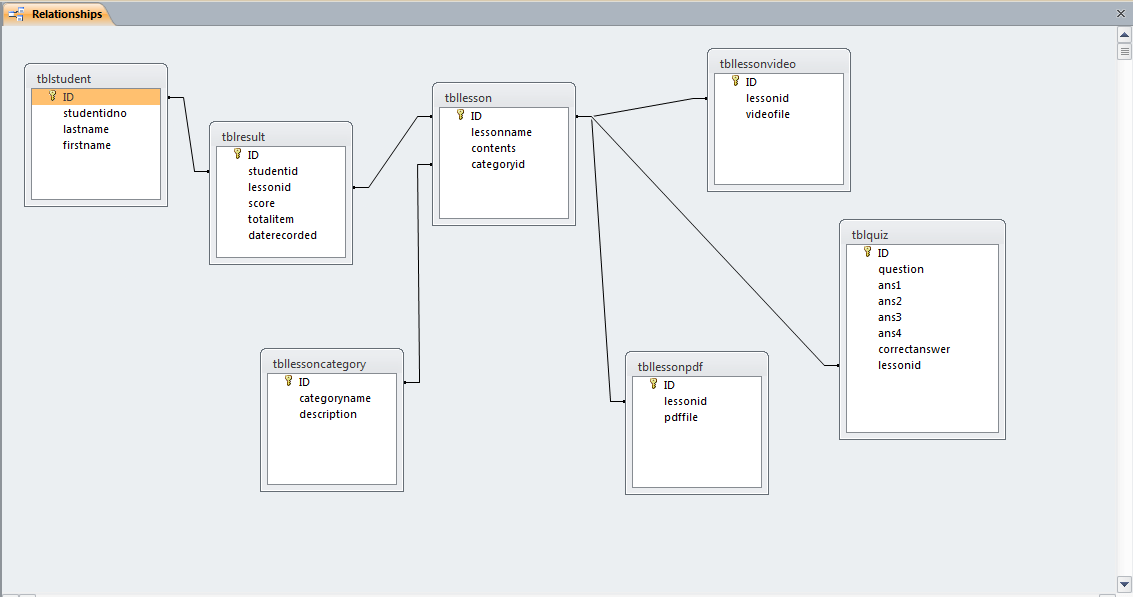 Relationships
tblstudent
ID
studentidno
lastname
firstname
tblresult
ID
studentid
lessonid
score
totalitem
daterecorded
tbllesson
ID
lessonname
contents
categoryid
tbllessonvideo
ID
lessonid
videofile
tblquiz
ID
question
ans1
ans2
ans3
ans4
correctanswer
lessonid
tbllessoncategory
ID
categoryname
description
tbllessonpdf
ID
lessonid
pdffile